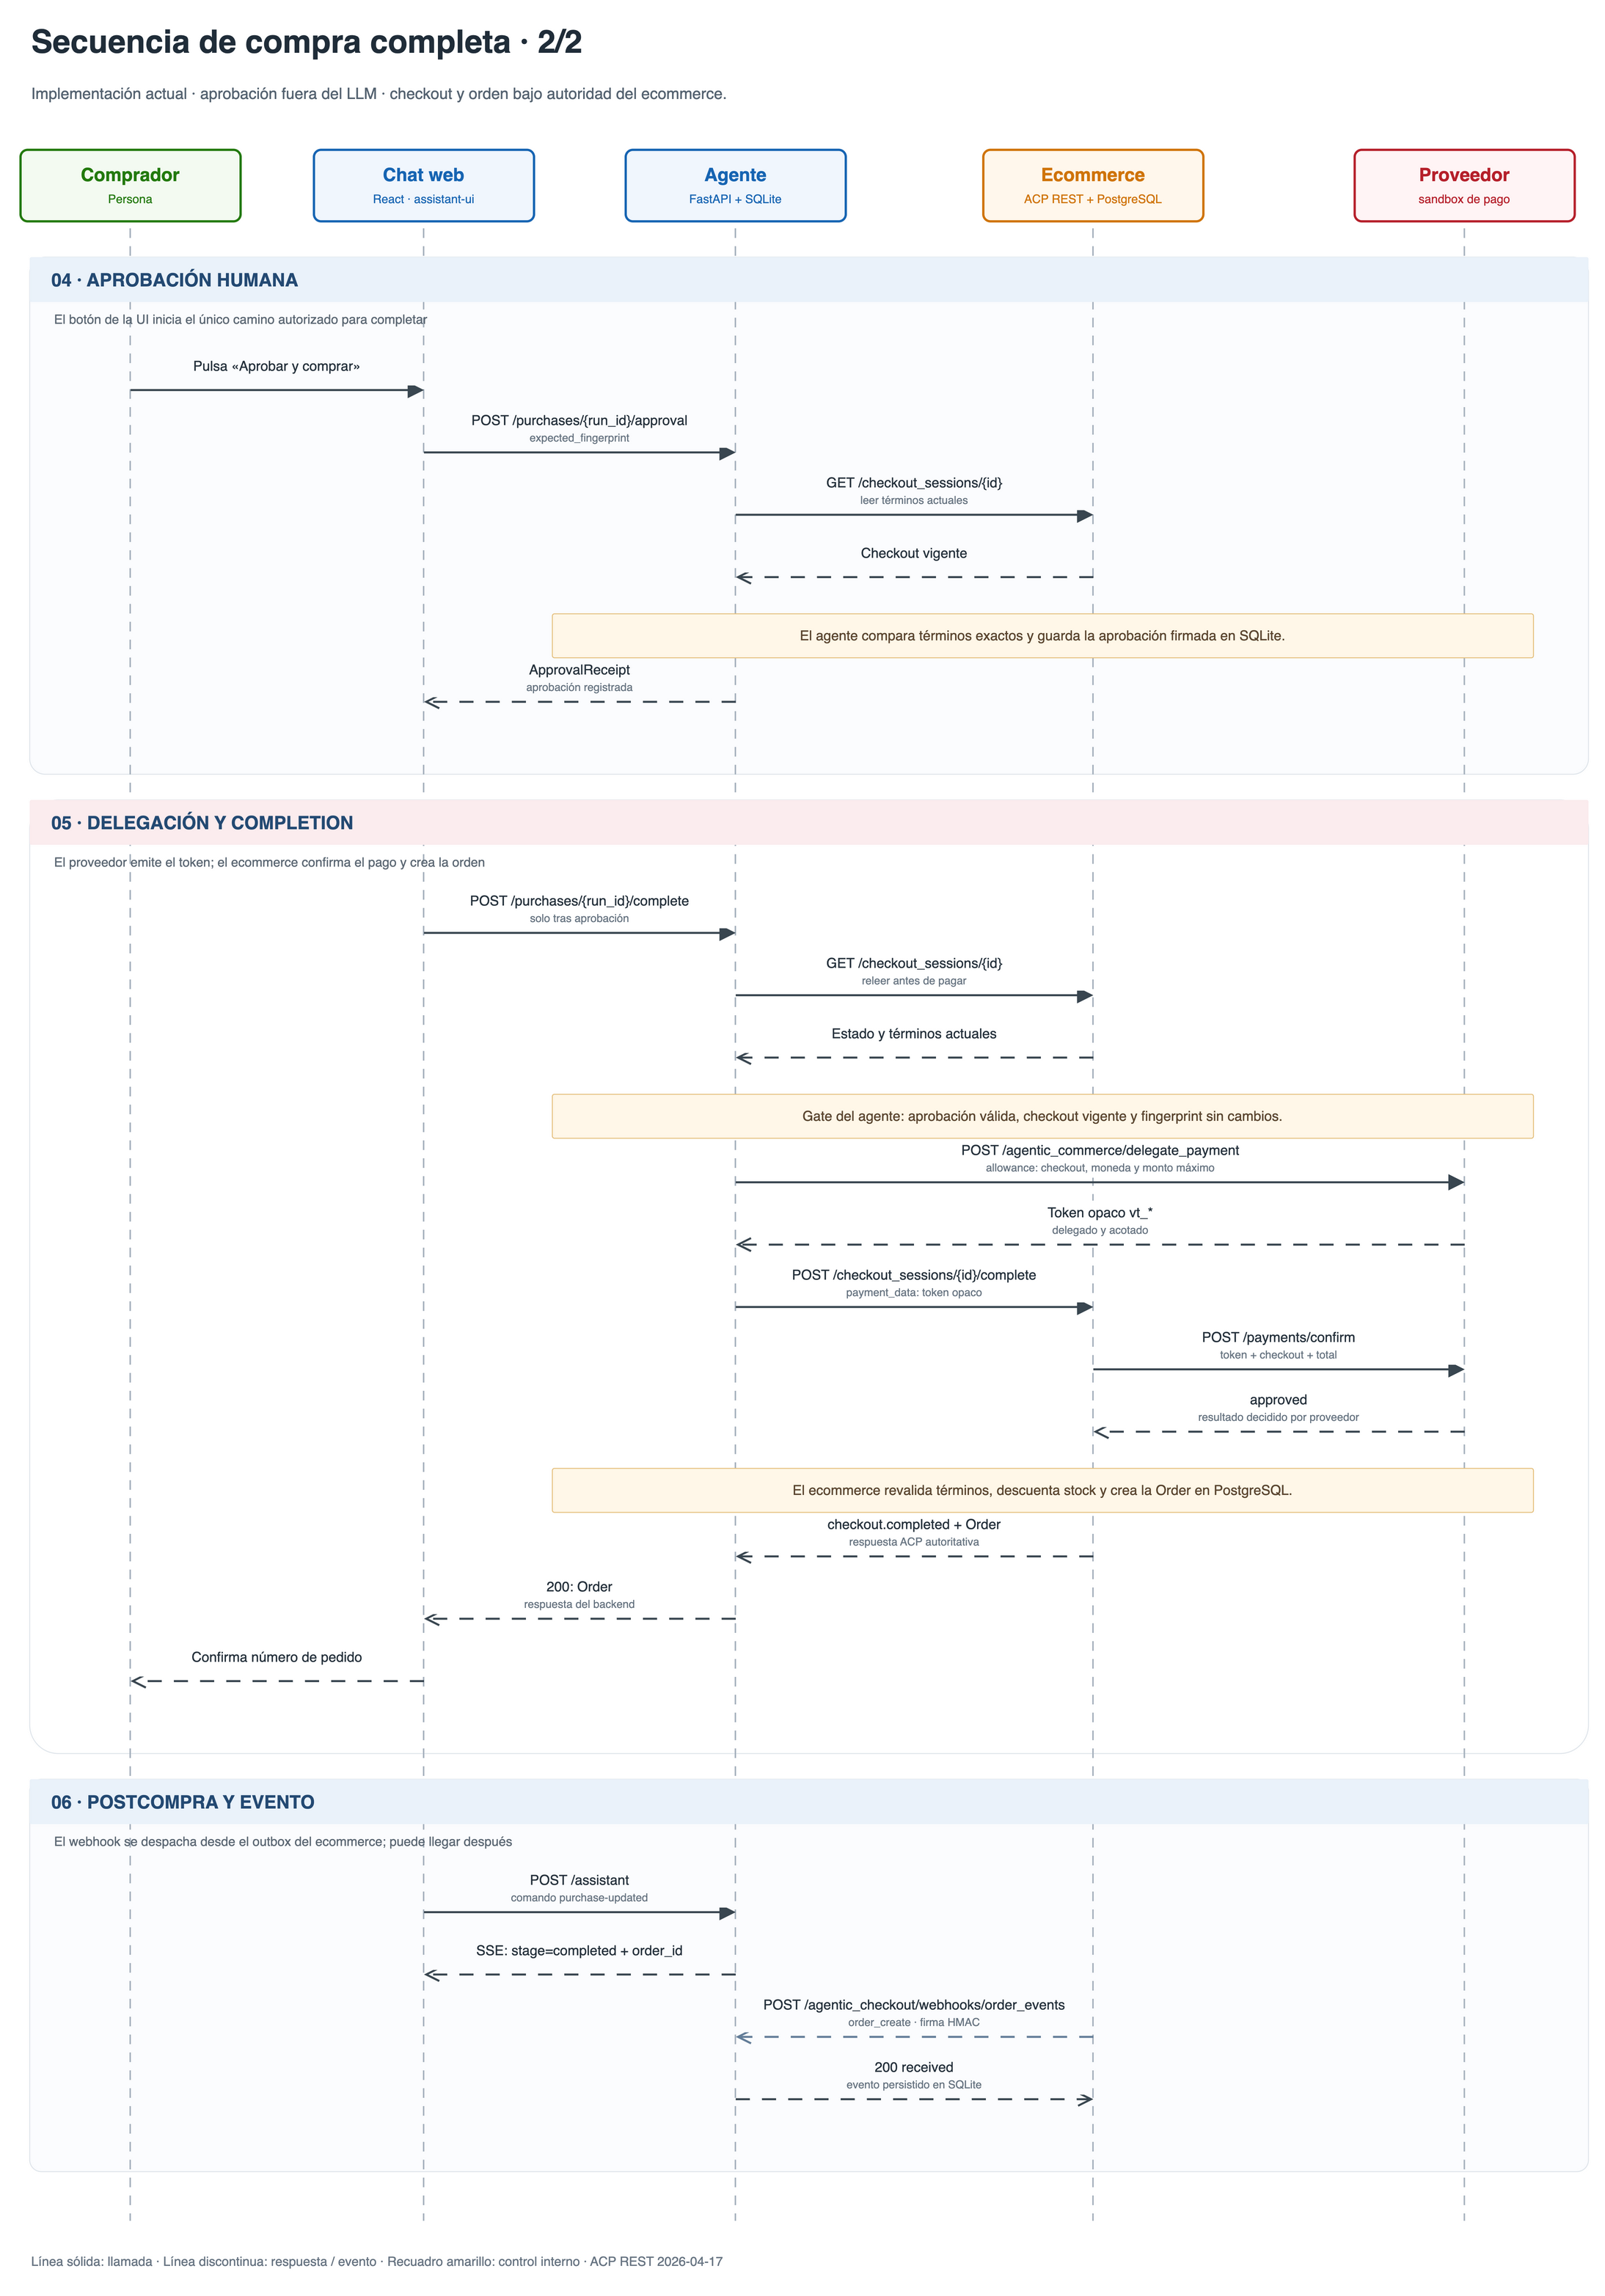 Secuencia de compra completa · 2/2
Implementación actual · aprobación fuera del LLM · checkout y orden bajo autoridad del ecommerce.
Comprador
Persona
Chat web
React · assistant-ui
Agente
FastAPI + SQLite
Ecommerce
ACP REST + PostgreSQL
Proveedor
sandbox de pago
04 · APROBACIÓN HUMANA
El botón de la UI inicia el único camino autorizado para completar
Pulsa «Aprobar y comprar»
POST /purchases/{run_id}/approval
expected_fingerprint
GET /checkout_sessions/{id}
leer términos actuales
Checkout vigente
El agente compara términos exactos y guarda la aprobación firmada en SQLite.
ApprovalReceipt
aprobación registrada
05 · DELEGACIÓN Y COMPLETION
El proveedor emite el token; el ecommerce confirma el pago y crea la orden
POST /purchases/{run_id}/complete
solo tras aprobación
GET /checkout_sessions/{id}
releer antes de pagar
Estado y términos actuales
Gate del agente: aprobación válida, checkout vigente y fingerprint sin cambios.
POST /agentic_commerce/delegate_payment
allowance: checkout, moneda y monto máximo
Token opaco vt_*
delegado y acotado
POST /checkout_sessions/{id}/complete
payment_data: token opaco
POST /payments/confirm
token + checkout + total
approved
resultado decidido por proveedor
El ecommerce revalida términos, descuenta stock y crea la Order en PostgreSQL.
checkout.completed + Order
respuesta ACP autoritativa
200: Order
respuesta del backend
Confirma número de pedido
06 · POSTCOMPRA Y EVENTO
El webhook se despacha desde el outbox del ecommerce; puede llegar después
POST /assistant
comando purchase-updated
SSE: stage=completed + order_id
POST /agentic_checkout/webhooks/order_events
order_create · firma HMAC
200 received
evento persistido en SQLite
Línea sólida: llamada · Línea discontinua: respuesta / evento · Recuadro amarillo: control interno · ACP REST 2026-04-17